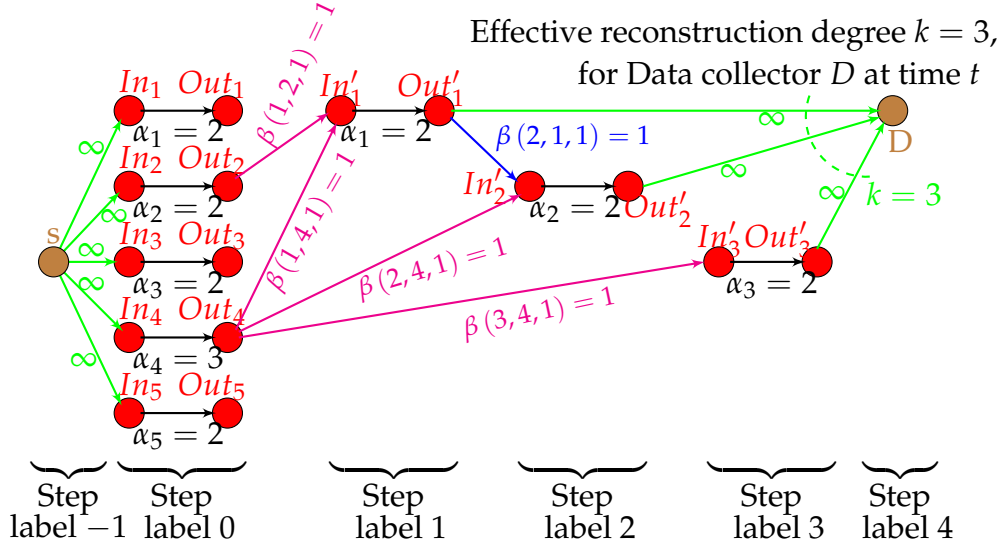 Effective reconstruction degree k = 3,
for Data collector D at time t
In₁ Out₁
α₁ = 2
In₂ Out₂
α₂ = 2
In₃ Out₃
α₃ = 2
In₄ Out₄
α₄ = 3
In₅ Out₅
α₅ = 2
s
∞
∞
∞
∞
∞
β (1, 2, 1) = 1
β (1, 4, 1) = 1
In′₁ Out′₁
α₁ = 2
β (2, 1, 1) = 1
In′₂
α₂ = 2
Out′₂
β (2, 4, 1) = 1
β (3, 4, 1) = 1
In′₃ Out′₃
α₃ = 2
∞
∞
∞
D
k = 3
Step
label −1
Step
label 0
Step
label 1
Step
label 2
Step
label 3
Step
label 4